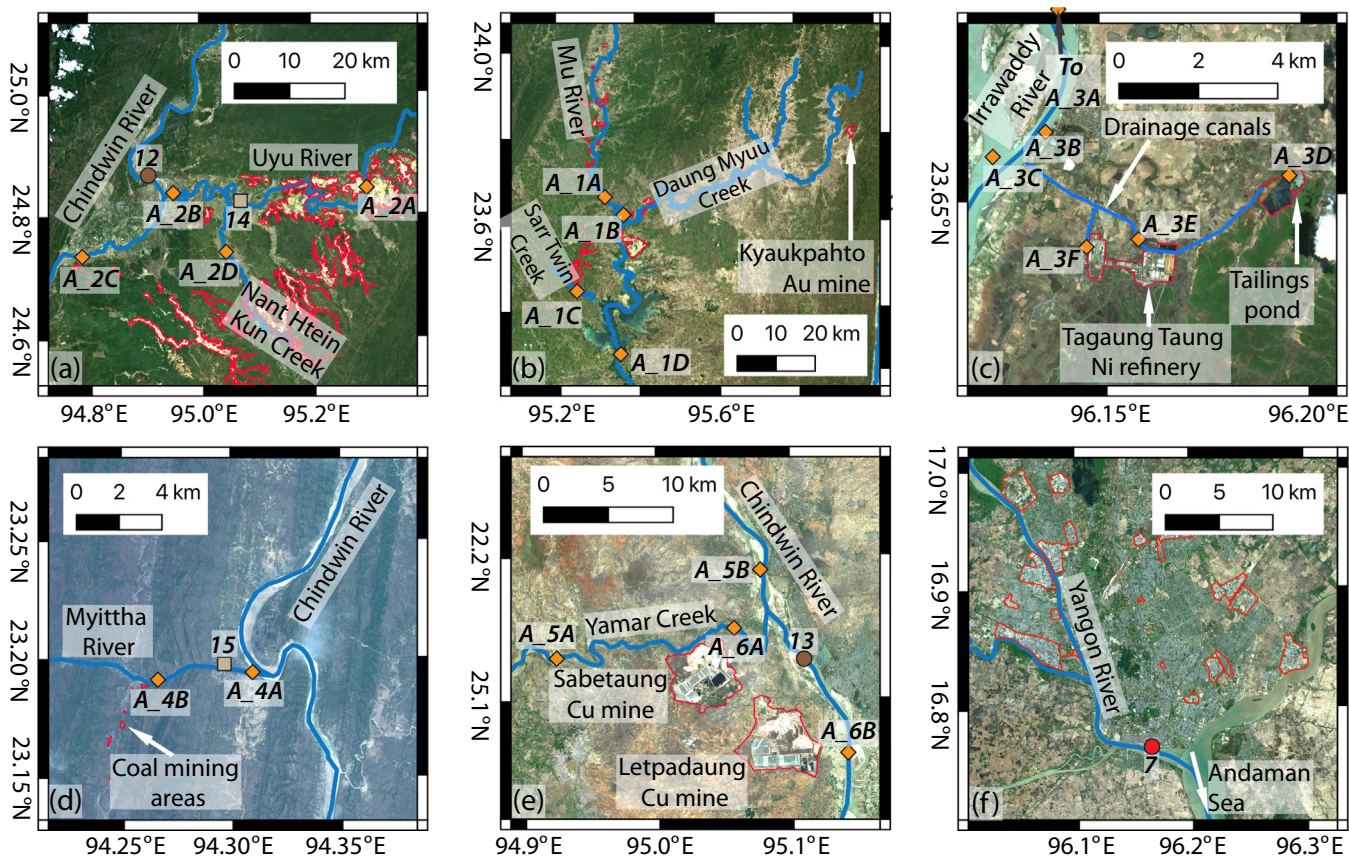 0 10 20 km
25.0°N
24.8°N
24.6°N
Chindwin River
12
Uyu River
A_2B
14
A_2A
A_2C
A_2D
Nant Htein
Kun Creek
(a)
94.8°E 95.0°E 95.2°E
24.0°N
23.6°N
Mu River
A_1A
Daung Myuu
Creek
A_1B
Sarr Twin
Creek
A_1C
Kyaukpahto
Au mine
0 10 20 km
A_1D
(b)
95.2°E 95.6°E
Irrawaddy
River
To
A_3A
0 2 4 km
Drainage canals
A_3B
A_3C
A_3D
23.65°N
A_3E
A_3F
Tailings
pond
Tagaung Taung
Ni refinery
(c)
96.15°E 96.20°E
0 2 4 km
23.25°N
23.20°N
23.15°N
Chindwin River
Myittha
River
15
A_4B
A_4A
Coal mining
areas
(d)
94.25°E 94.30°E 94.35°E
0 5 10 km
22.2°N
25.1°N
Chindwin River
A_5B
Yamar Creek
A_5A
A_6A
13
Sabetaung
Cu mine
A_6B
Letpadaung
Cu mine
(e)
94.9°E 95.0°E 95.1°E
17.0°N
16.9°N
16.8°N
0 5 10 km
Yangon River
7
Andaman
Sea
(f)
96.1°E 96.2°E 96.3°E